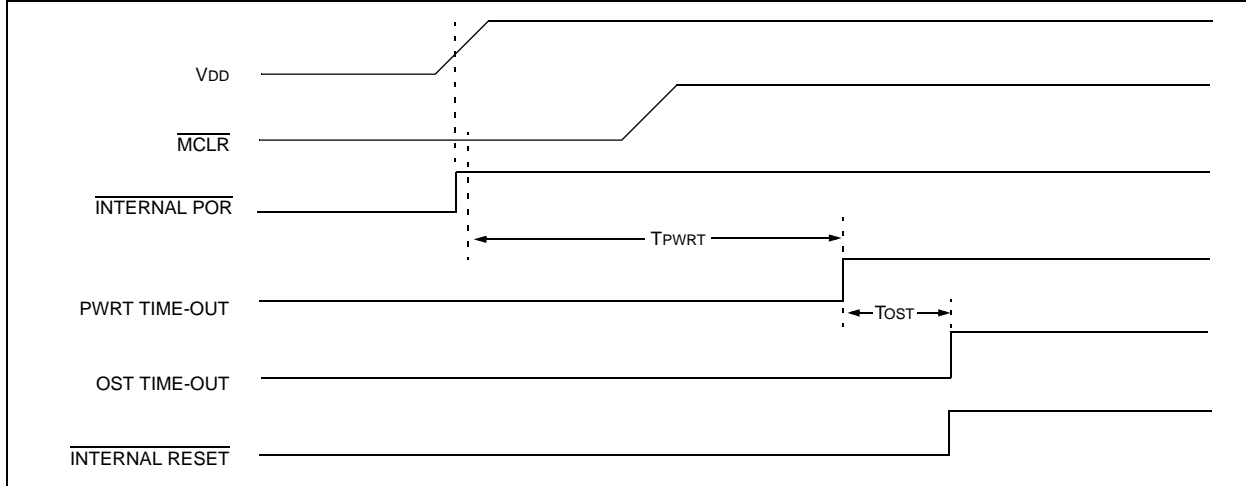 VDD
MCLR
INTERNAL POR
TPWRT
PWRT TIME-OUT
TOST
OST TIME-OUT
INTERNAL RESET